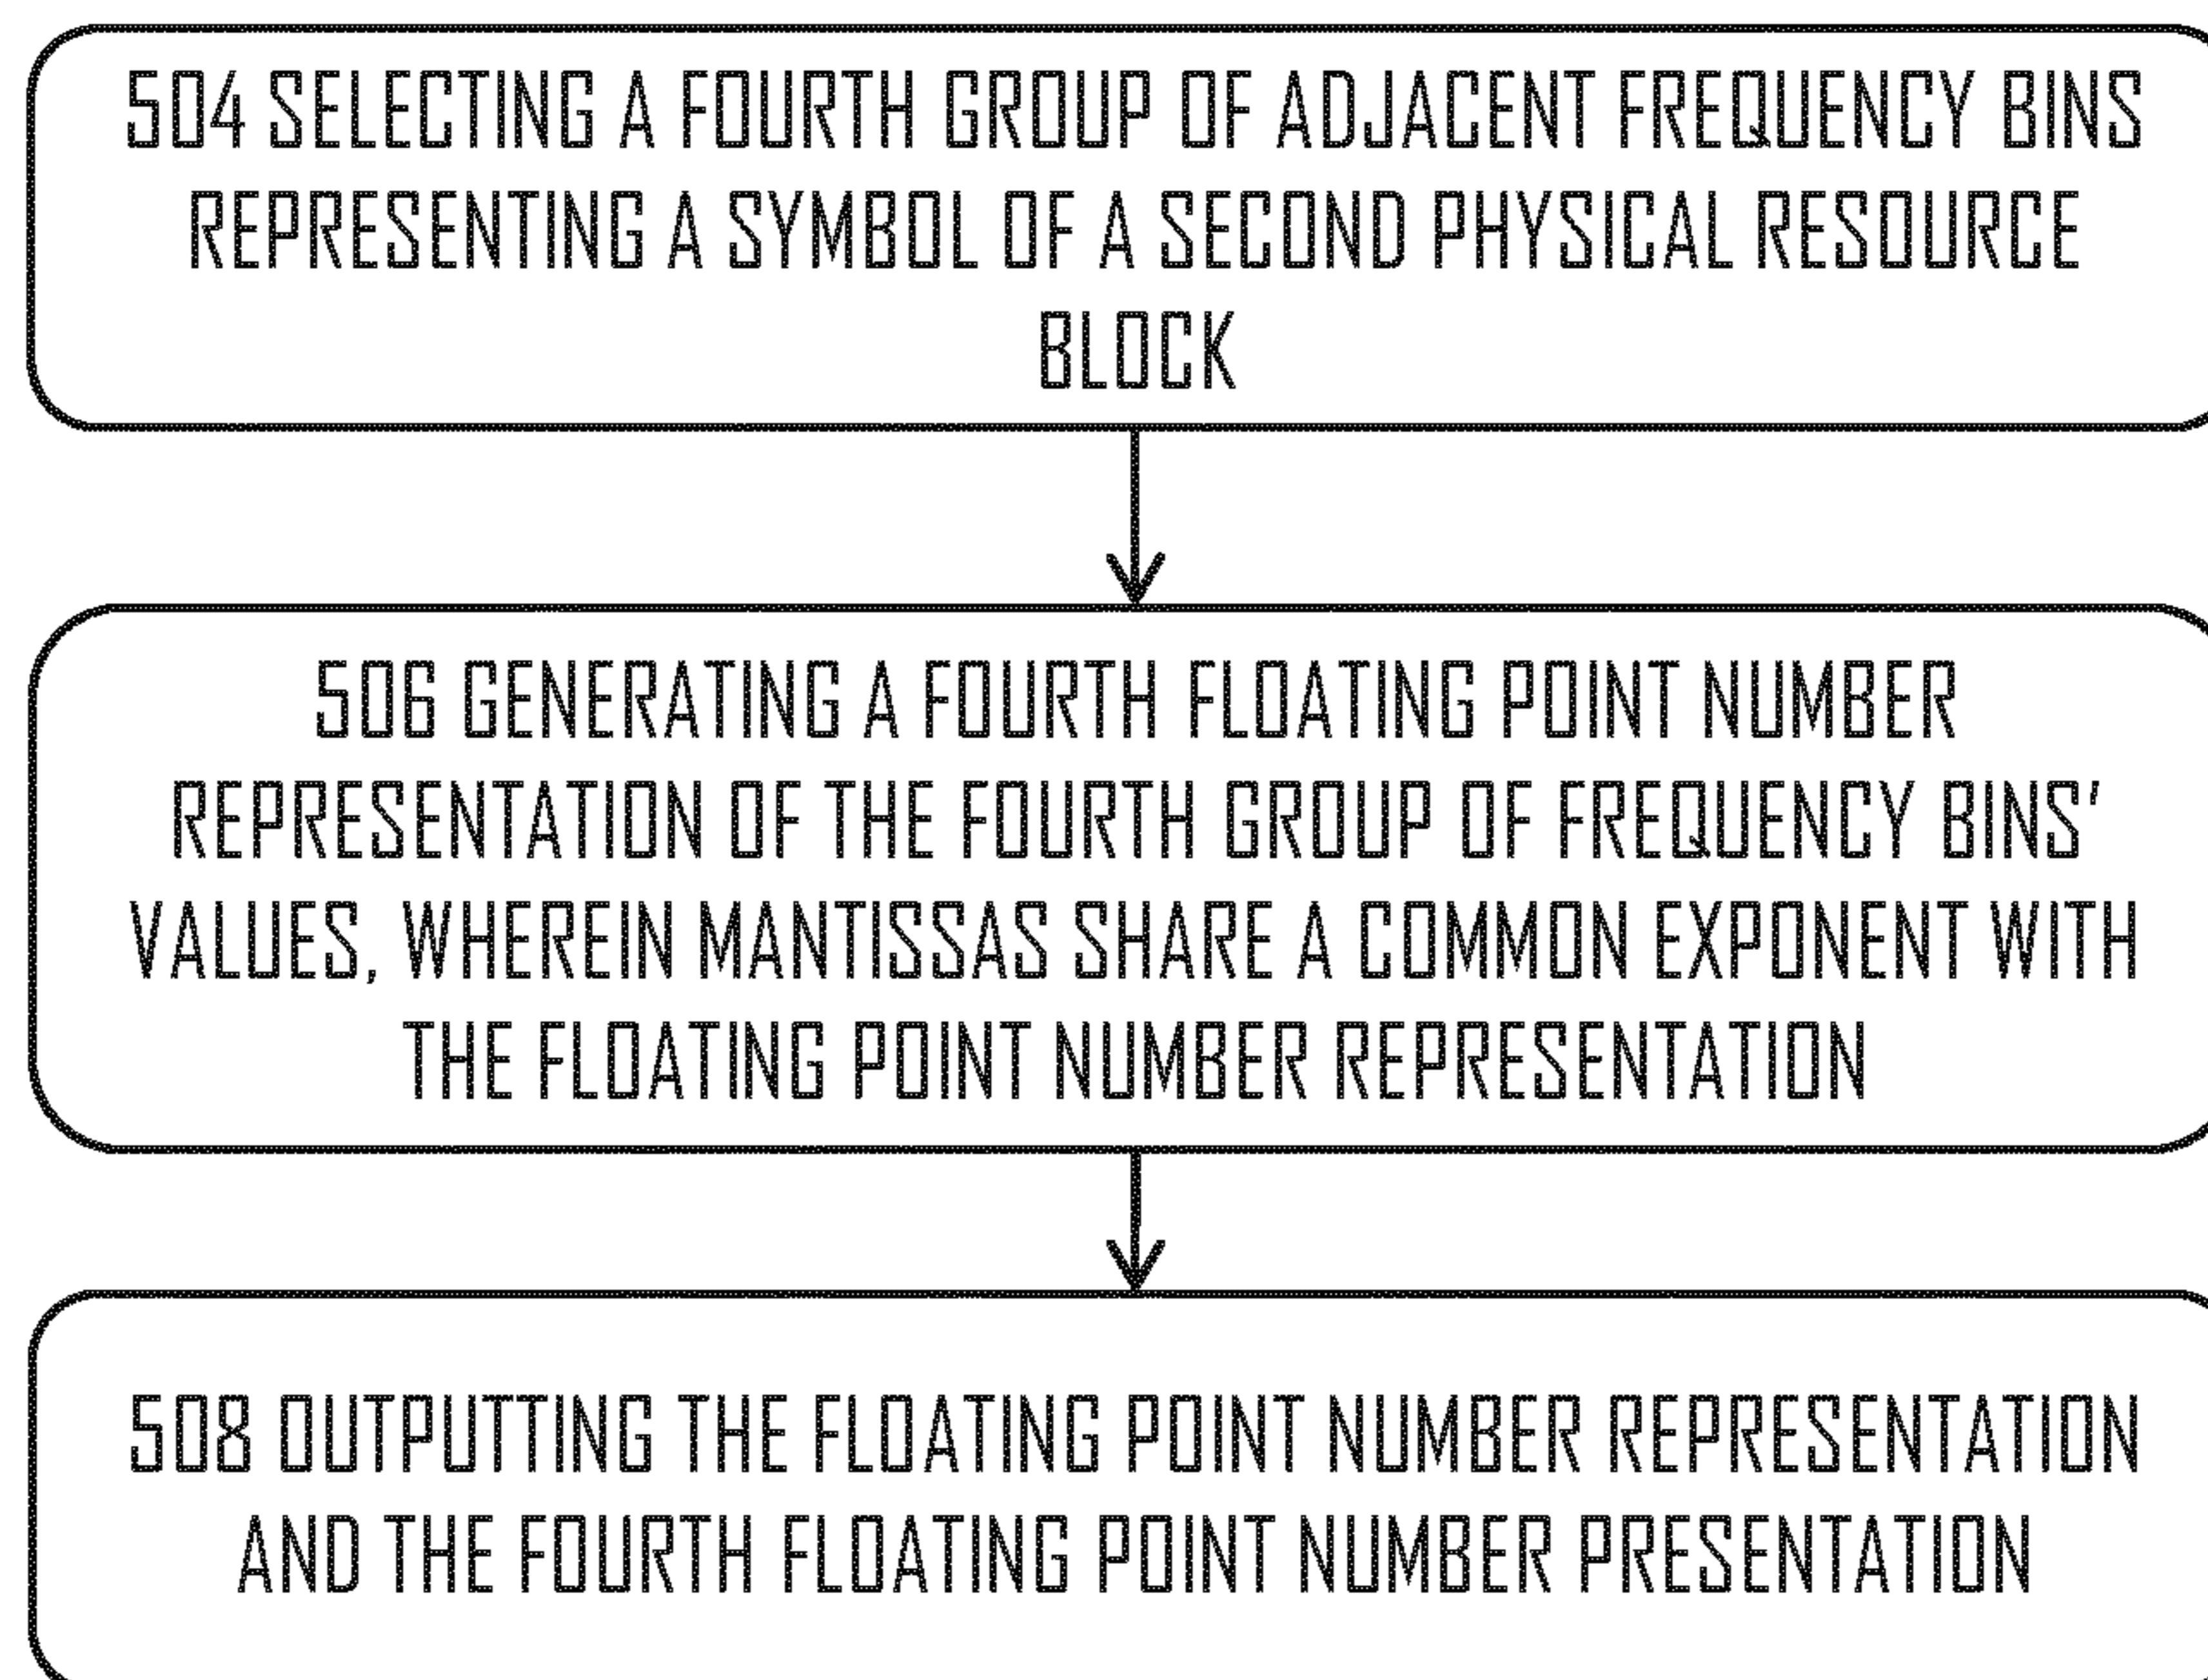 504 SELECTING A FOURTH GROUP OF ADJACENT FREQUENCY BINS
REPRESENTING A SYMBOL OF A SECOND PHYSICAL RESOURCE
BLOCK
506 GENERATING A FOURTH FLOATING POINT NUMBER
REPRESENTATION OF THE FOURTH GROUP OF FREQUENCY BINS'
VALUES, WHEREIN MANTISSAS SHARE A COMMON EXPONENT WITH
THE FLOATING POINT NUMBER REPRESENTATION
508 OUTPUTTING THE FLOATING POINT NUMBER REPRESENTATION
AND THE FOURTH FLOATING POINT NUMBER PRESENTATION